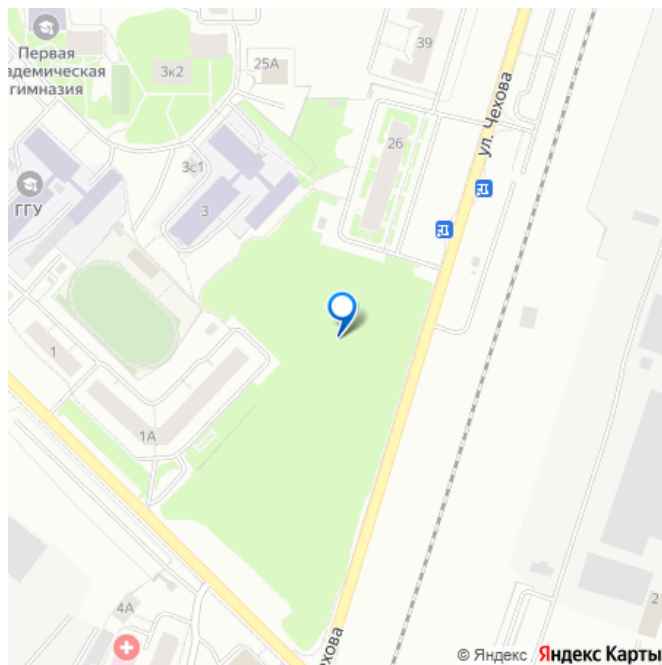 Первая
адемическая
гимназия
3к2
25А
39
ул. Чехова
26
3с1
3
ГГУ
1
1А
4А
ехова
2
© Яндекс Яндекс Карты